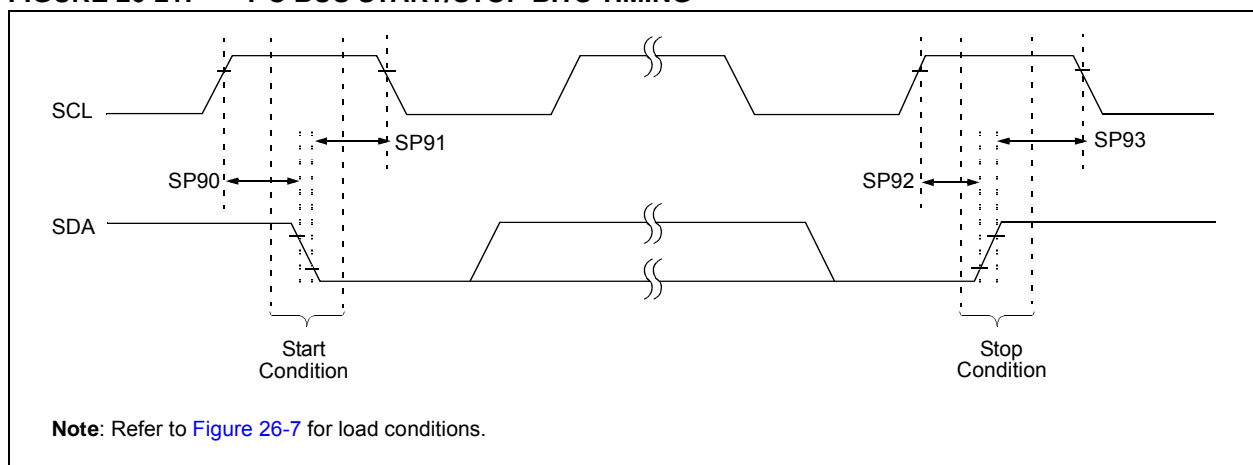 SCL
SP91
SP93
SP90
SP92
SDA
Start
Condition
Stop
Condition
Note: Refer to Figure 26-7 for load conditions.